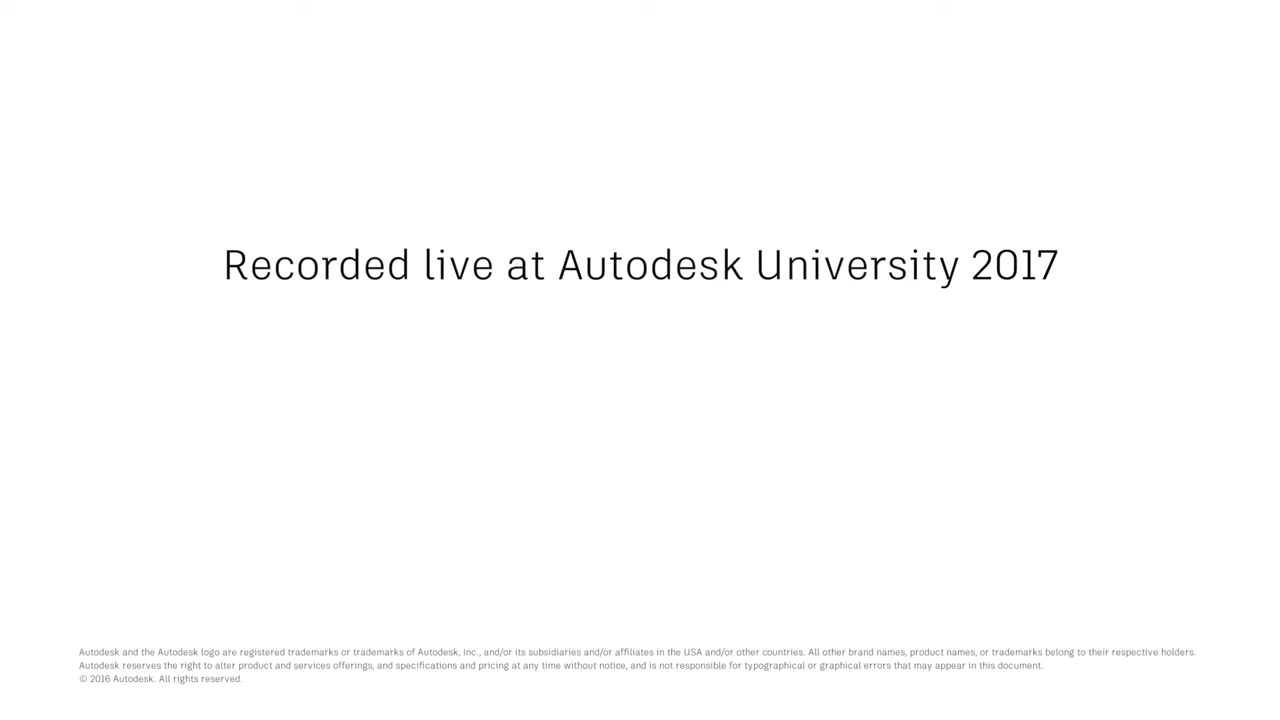 Recorded live at Autodesk University 2017
Autodesk and the Autodesk logo are registered trademarks or trademarks of Autodesk, Inc., and/or its subsidiaries and/or affiliates in the USA and/or other countries. All other brand names, product names, or trademarks belong to their respective holders.
Autodesk reserves the right to alter product and services offerings, and specifications and pricing at any time without notice, and is not responsible for typographical or graphical errors that may appear in this document.
© 2016 Autodesk. All rights reserved.